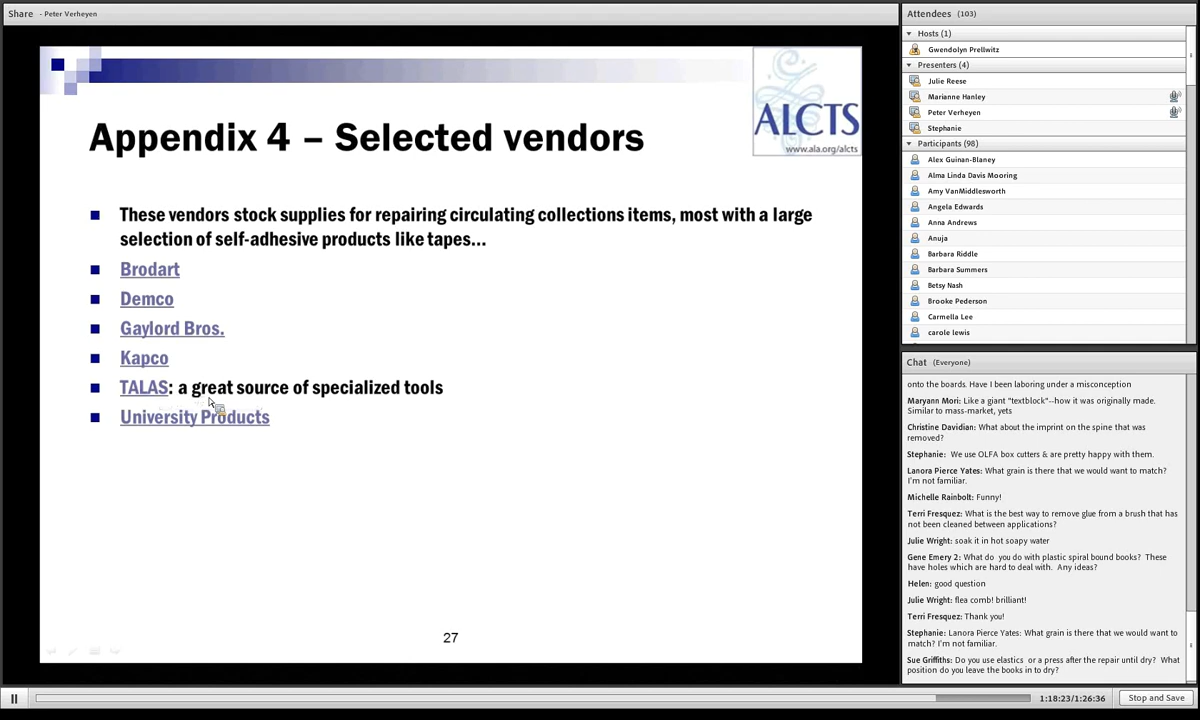 Share - Peter Verheyen
ALCTS
www.ala.org/alcts
Appendix 4 – Selected vendors
These vendors stock supplies for repairing circulating collections items, most with a large
selection of self-adhesive products like tapes...
Brodart
Demco
Gaylord Bros.
Kapco
TALAS: a great source of specialized tools
University Products
27
Attendees (103)
Hosts (1)
Gwendolyn Prellwitz
Presenters (4)
Julie Reese
Marianne Hanley
Peter Verheyen
Stephanie
Participants (98)
Alex Guinan-Blaney
Alma Linda Davis Mooring
Amy VanMiddlesworth
Angela Edwards
Anna Andrews
Anuja
Barbara Riddle
Barbara Summers
Betsy Nash
Brooke Pederson
Carmella Lee
carole lewis
Chat (Everyone)
onto the boards. Have I been laboring under a misconception
Maryann Mori: Like a giant "textblock"--how it was originally made.
Similar to mass-market, yets
Christine Davidian: What about the imprint on the spine that was
removed?
Stephanie: We use OLFA box cutters & are pretty happy with them.
Lanora Pierce Yates: What grain is there that we would want to match?
I'm not familiar.
Michelle Rainbolt: Funny!
Terri Fresquez: What is the best way to remove glue from a brush that has
not been cleaned between applications?
Julie Wright: soak it in hot soapy water
Gene Emery 2: What do you do with plastic spiral bound books? These
have holes which are hard to deal with. Any ideas?
Helen: good question
Julie Wright: flea comb! brilliant!
Terri Fresquez: Thank you!
Stephanie: Lanora Pierce Yates: What grain is there that we would want to
match? I'm not familiar.
Sue Griffiths: Do you use elastics or a press after the repair until dry? What
position do you leave the books in to dry?
1:18:23/1:26:36
Stop and Save